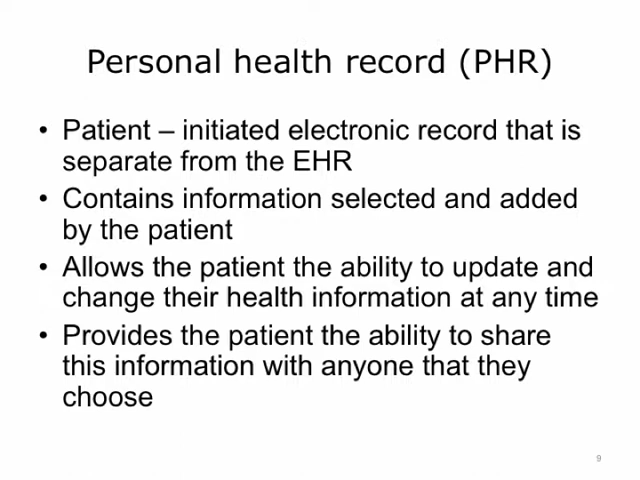 Personal health record (PHR)
• Patient – initiated electronic record that is
separate from the EHR
• Contains information selected and added
by the patient
• Allows the patient the ability to update and
change their health information at any time
• Provides the patient the ability to share
this information with anyone that they
choose
9